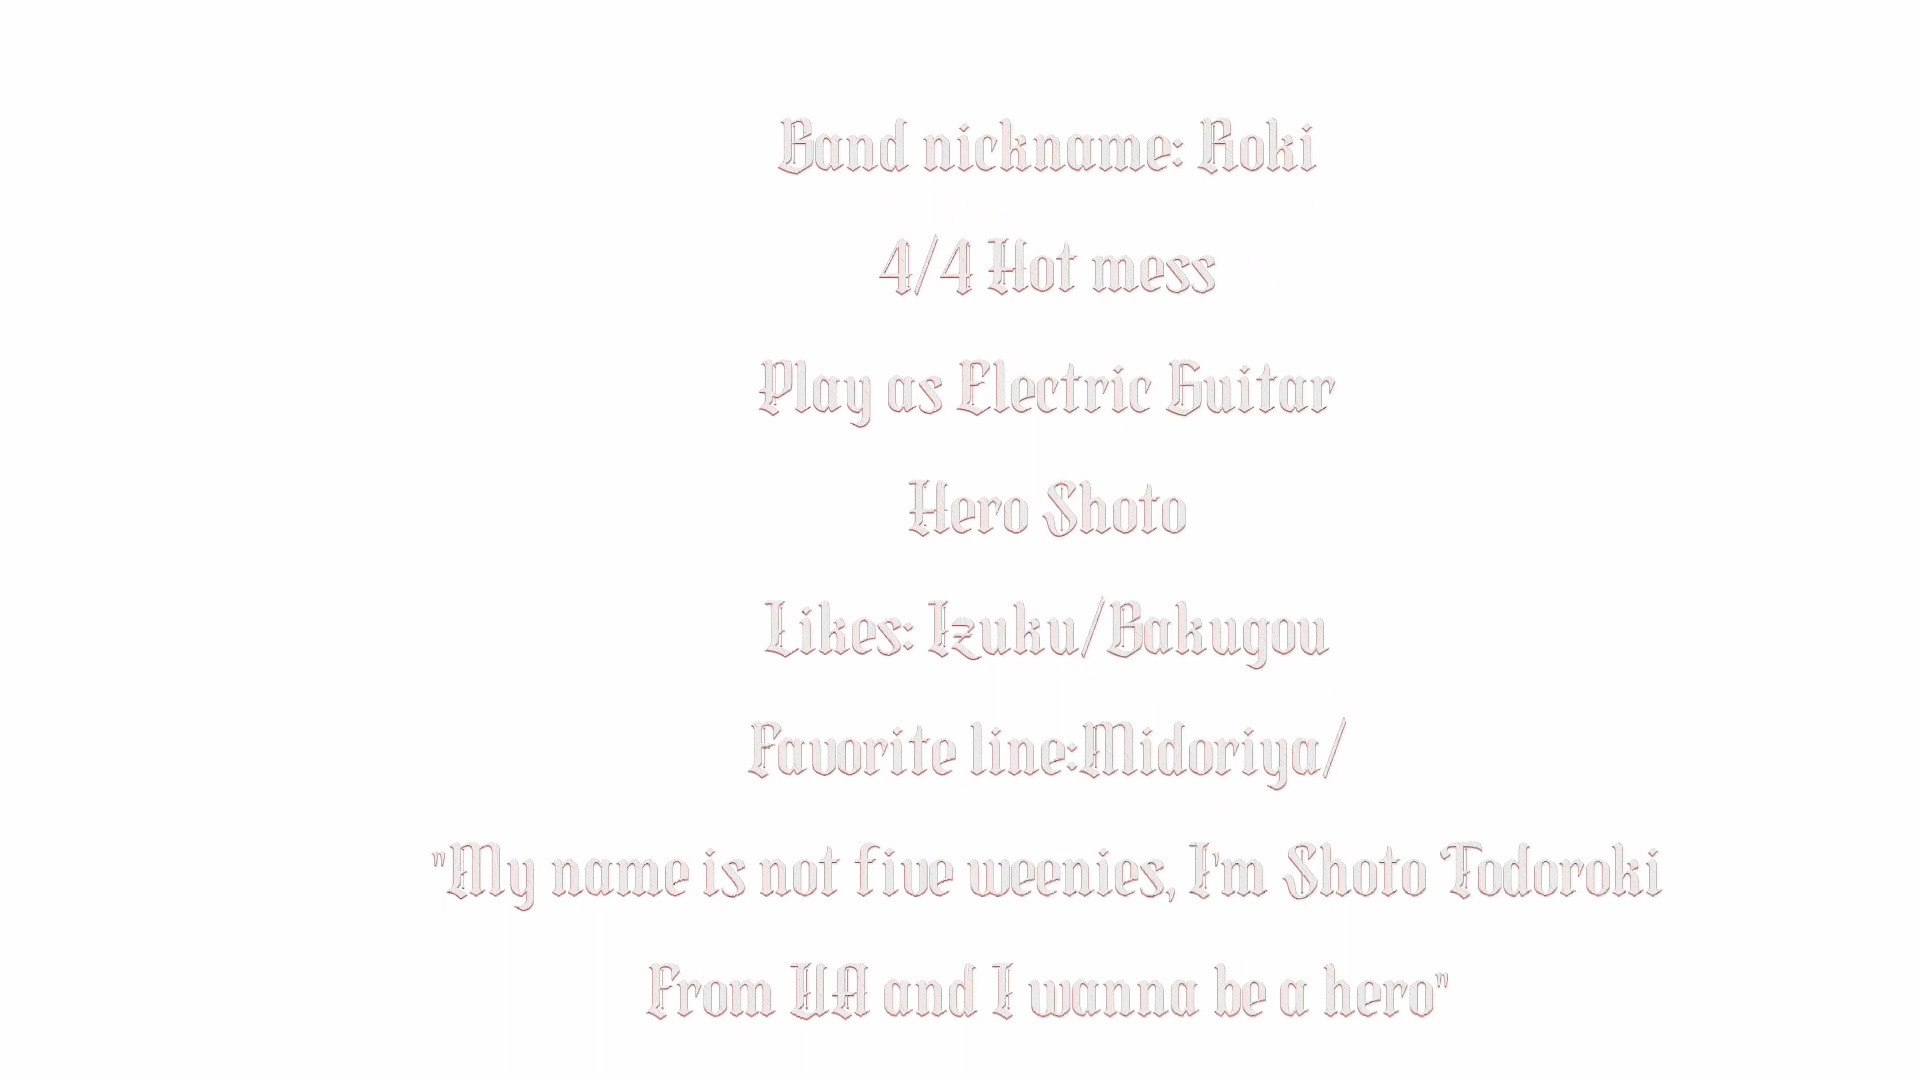 Band nickname: Roki
4/4 Hot mess
Play as Electric Guitar
Hero Shoto
Likes: Izuku/Bakugou
Favorite line:Midoriya/
"My name is not five weenies, I'm Shoto Todoroki
From UA and I wanna be a hero"